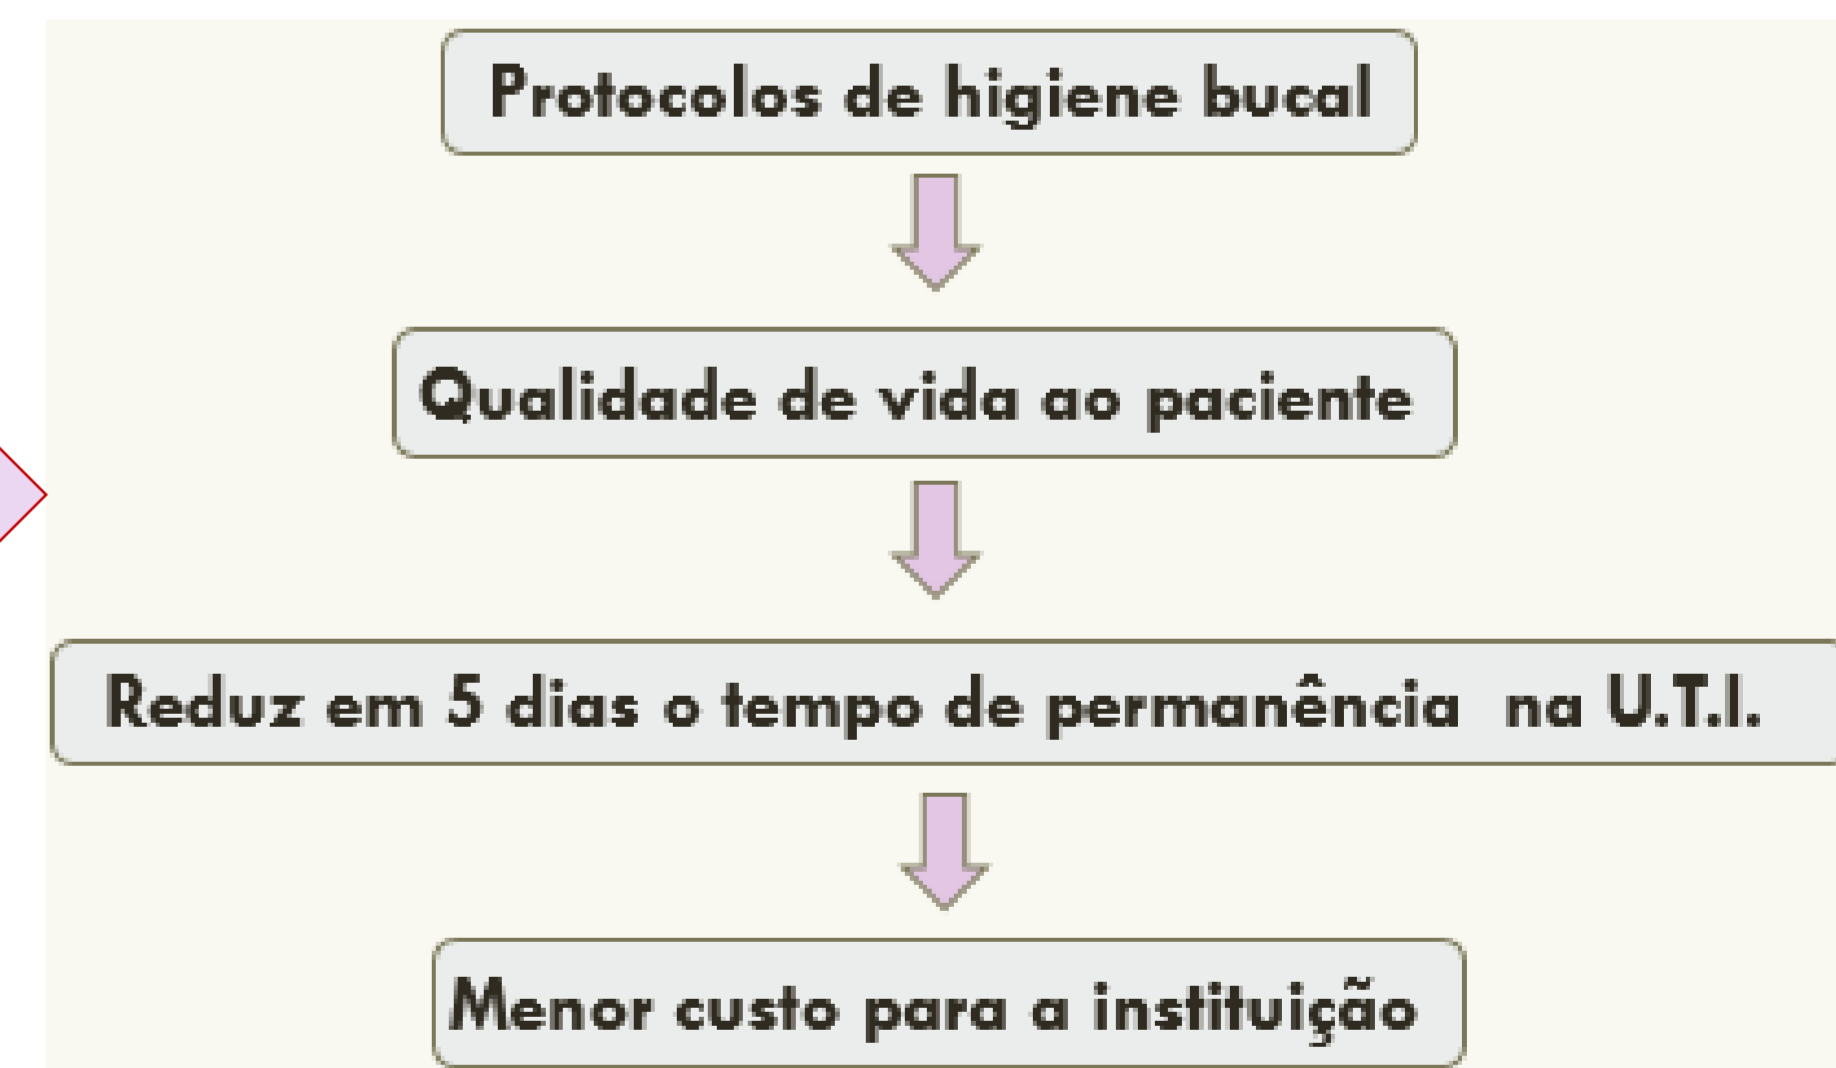 Protocolos de higiene bucal
Qualidade de vida ao paciente
Reduz em 5 dias o tempo de permanência na U.T.I.
Menor custo para a instituição